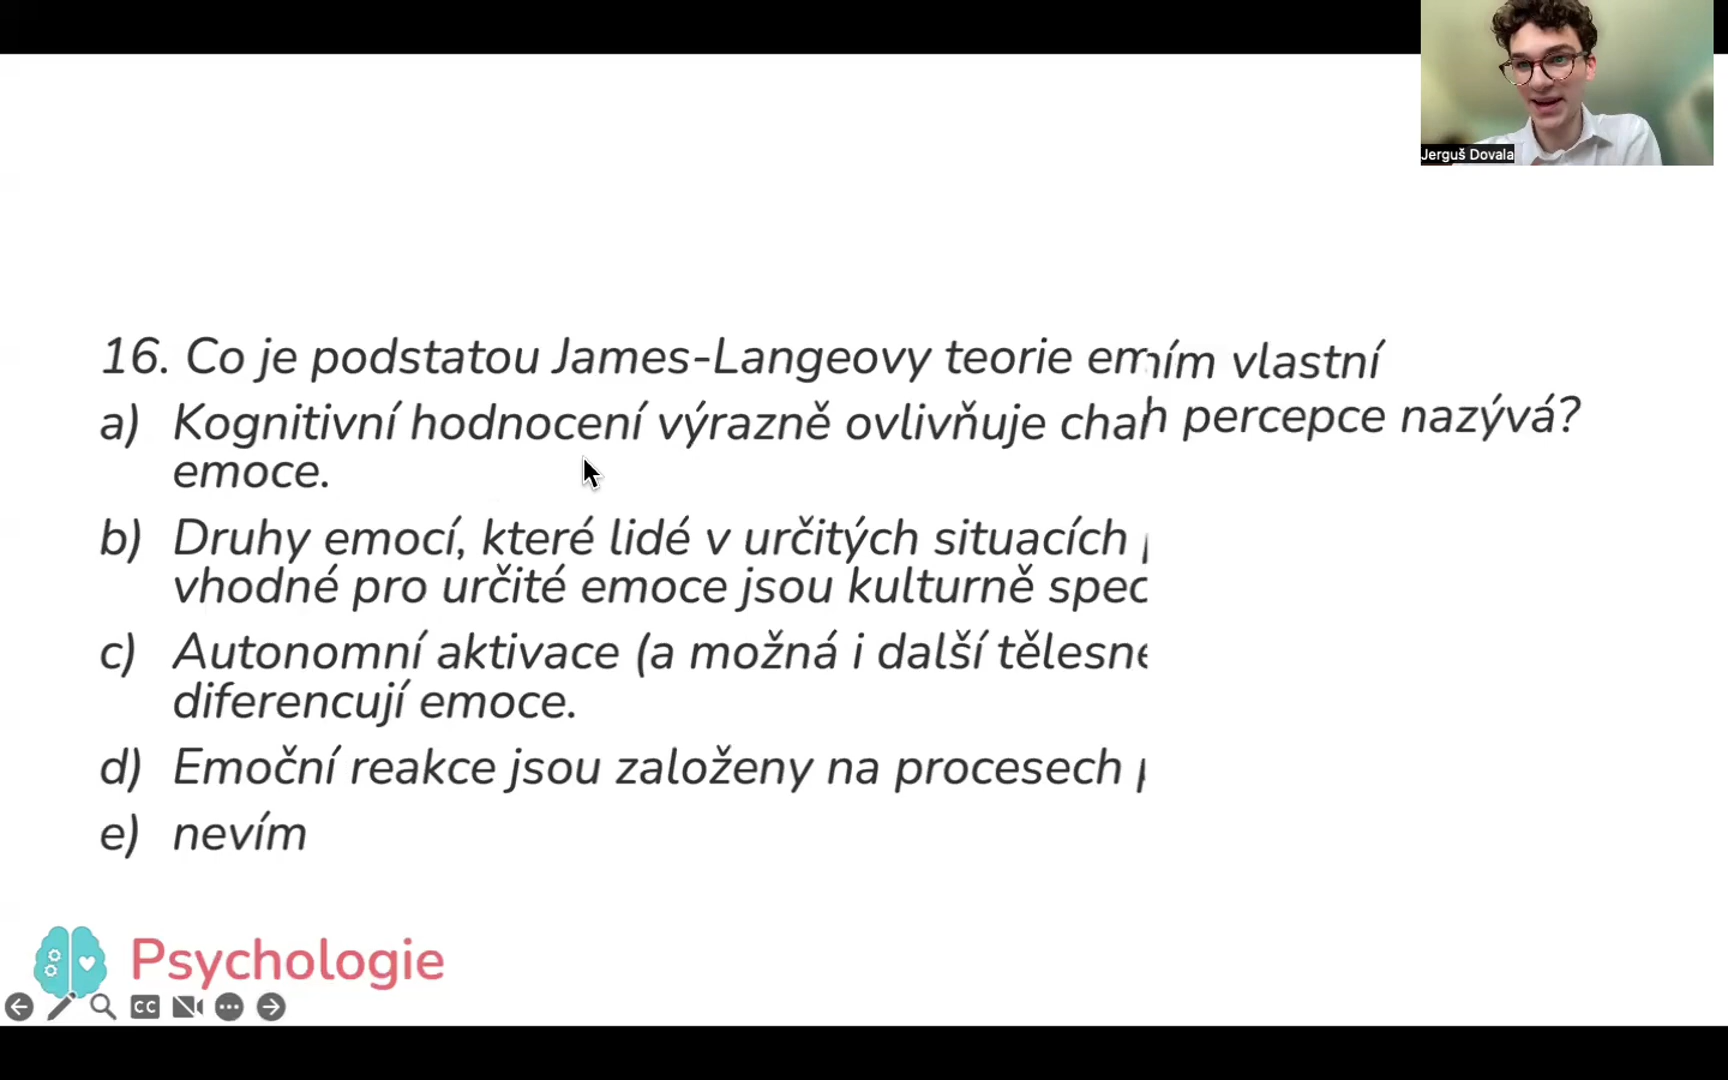 Jerguš Dovala
16. Co je podstatou James-Langeovy teorie em
ním vlastní
a) Kognitivní hodnocení výrazně ovlivňuje
h percepce nazývá?
emoce.
b) Druhy emocí, které lidé v určitých situacích
vhodné pro určité emoce jsou kulturně spec
c) Autonomní aktivace (a možná i další tělesné
diferencují emoce.
d) Emoční reakce jsou založeny na procesech
e) nevím
Psychologie
CC